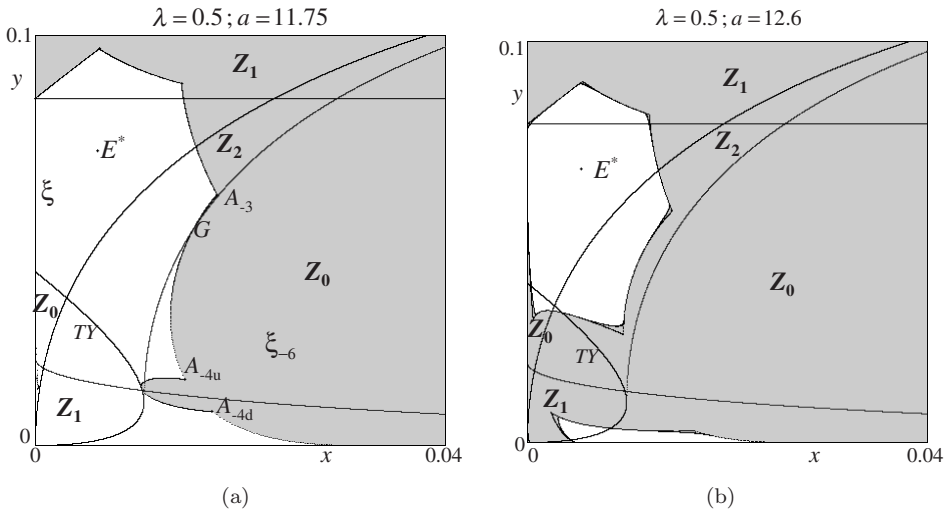 λ = 0.5 ; a = 11.75
0.1
y
Z₁
Z₂
·E*
ξ
A₋₃
G
Z₀
Z₀
TY
ξ₋₆
A₋₄ᵤ
Z₁
A₋₄d
0
0
x
0.04
(a)
λ = 0.5 ; a = 12.6
0.1
y
Z₁
Z₂
· E*
Z₀
Z₀
TY
Z₁
0
0
x
0.04
(b)